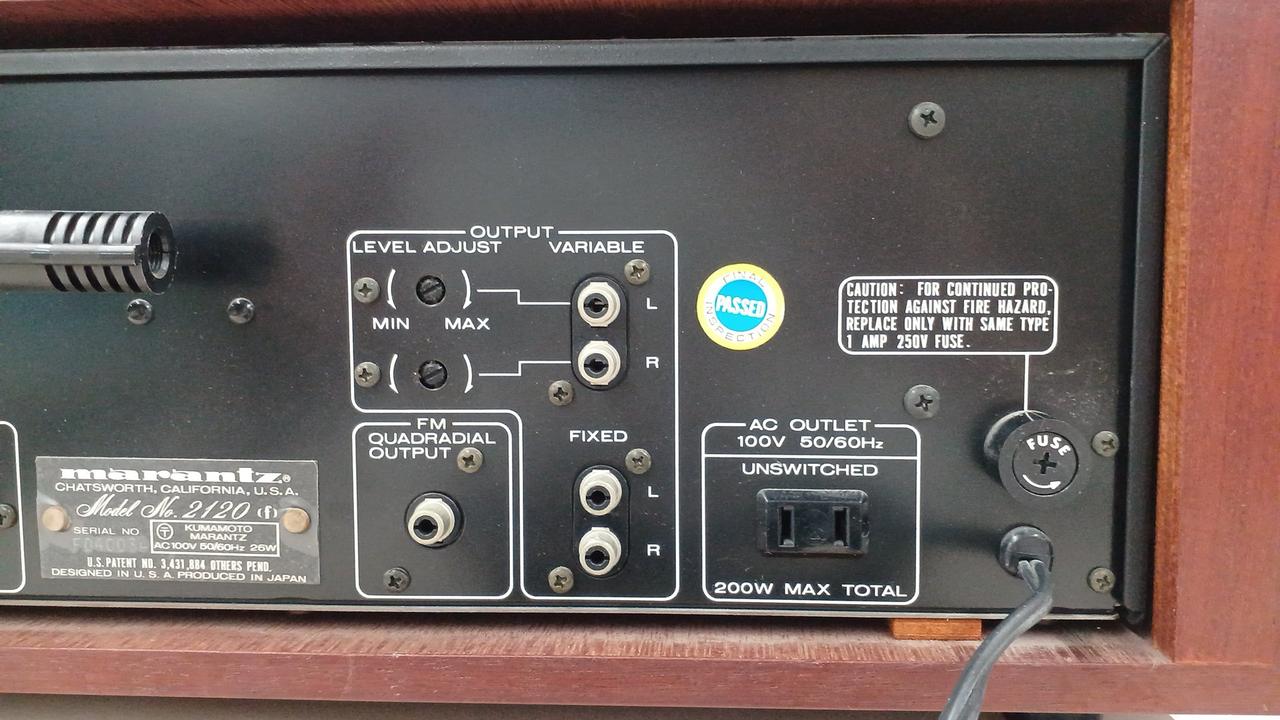 OUTPUT
LEVEL ADJUST VARIABLE
MIN MAX
L
R
FIXED
L
R
FM
QUADRADIAL
OUTPUT
FINAL
PASSED
INSPECTION
CAUTION: FOR CONTINUED PRO-
TECTION AGAINST FIRE HAZARD,
REPLACE ONLY WITH SAME TYPE
1 AMP 250V FUSE.
FUSE
AC OUTLET
100V 50/60Hz
UNSWITCHED
200W MAX TOTAL
marantz®
CHATSWORTH, CALIFORNIA, U.S.A.
Model No. 2120 (f)
SERIAL NO
T KUMAMOTO
MARANTZ
AC100V 50/60Hz 25W
U.S. PATENT NO. 3,431,884 OTHERS PEND.
DESIGNED IN U.S.A. PRODUCED IN JAPAN